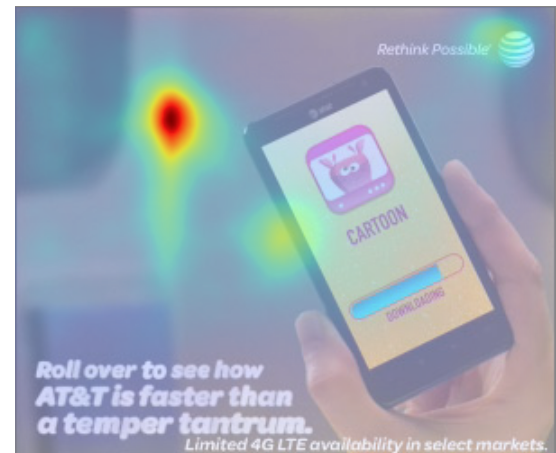 Rethink Possible
at&t
CARTOON
DOWNLOADING
Roll over to see how
AT&T is faster than
a temper tantrum.
Limited 4G LTE availability in select markets.